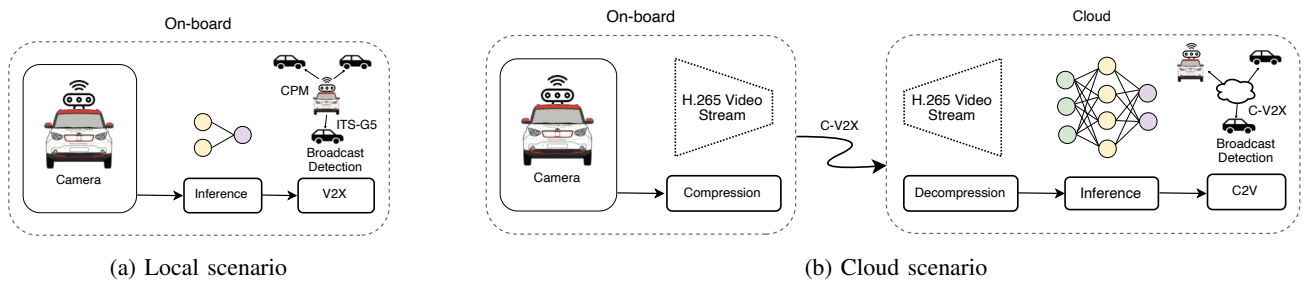 On-board
Camera
Inference
V2X
CPM
ITS-G5
Broadcast
Detection
(a) Local scenario
On-board
Camera
H.265 Video
Stream
Compression
C-V2X
Cloud
H.265 Video
Stream
Decompression
Inference
C-V2X
Broadcast
Detection
C2V
(b) Cloud scenario